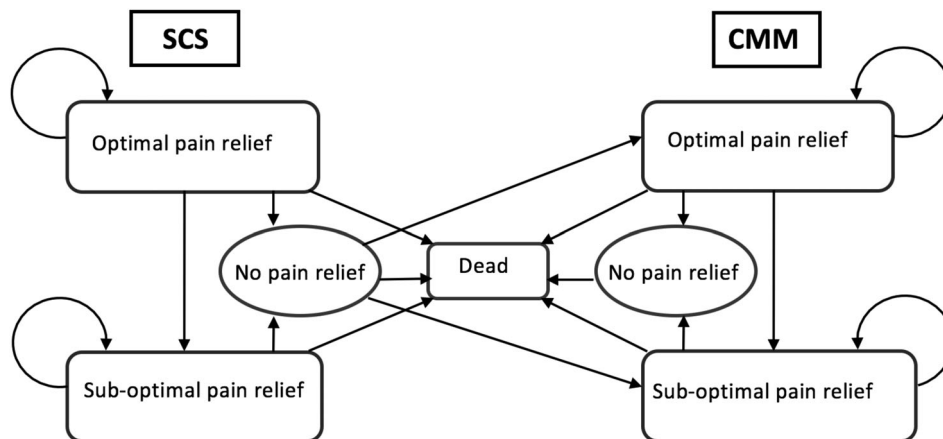 SCS
CMM
Optimal pain relief
Optimal pain relief
No pain relief
Dead
No pain relief
Sub-optimal pain relief
Sub-optimal pain relief